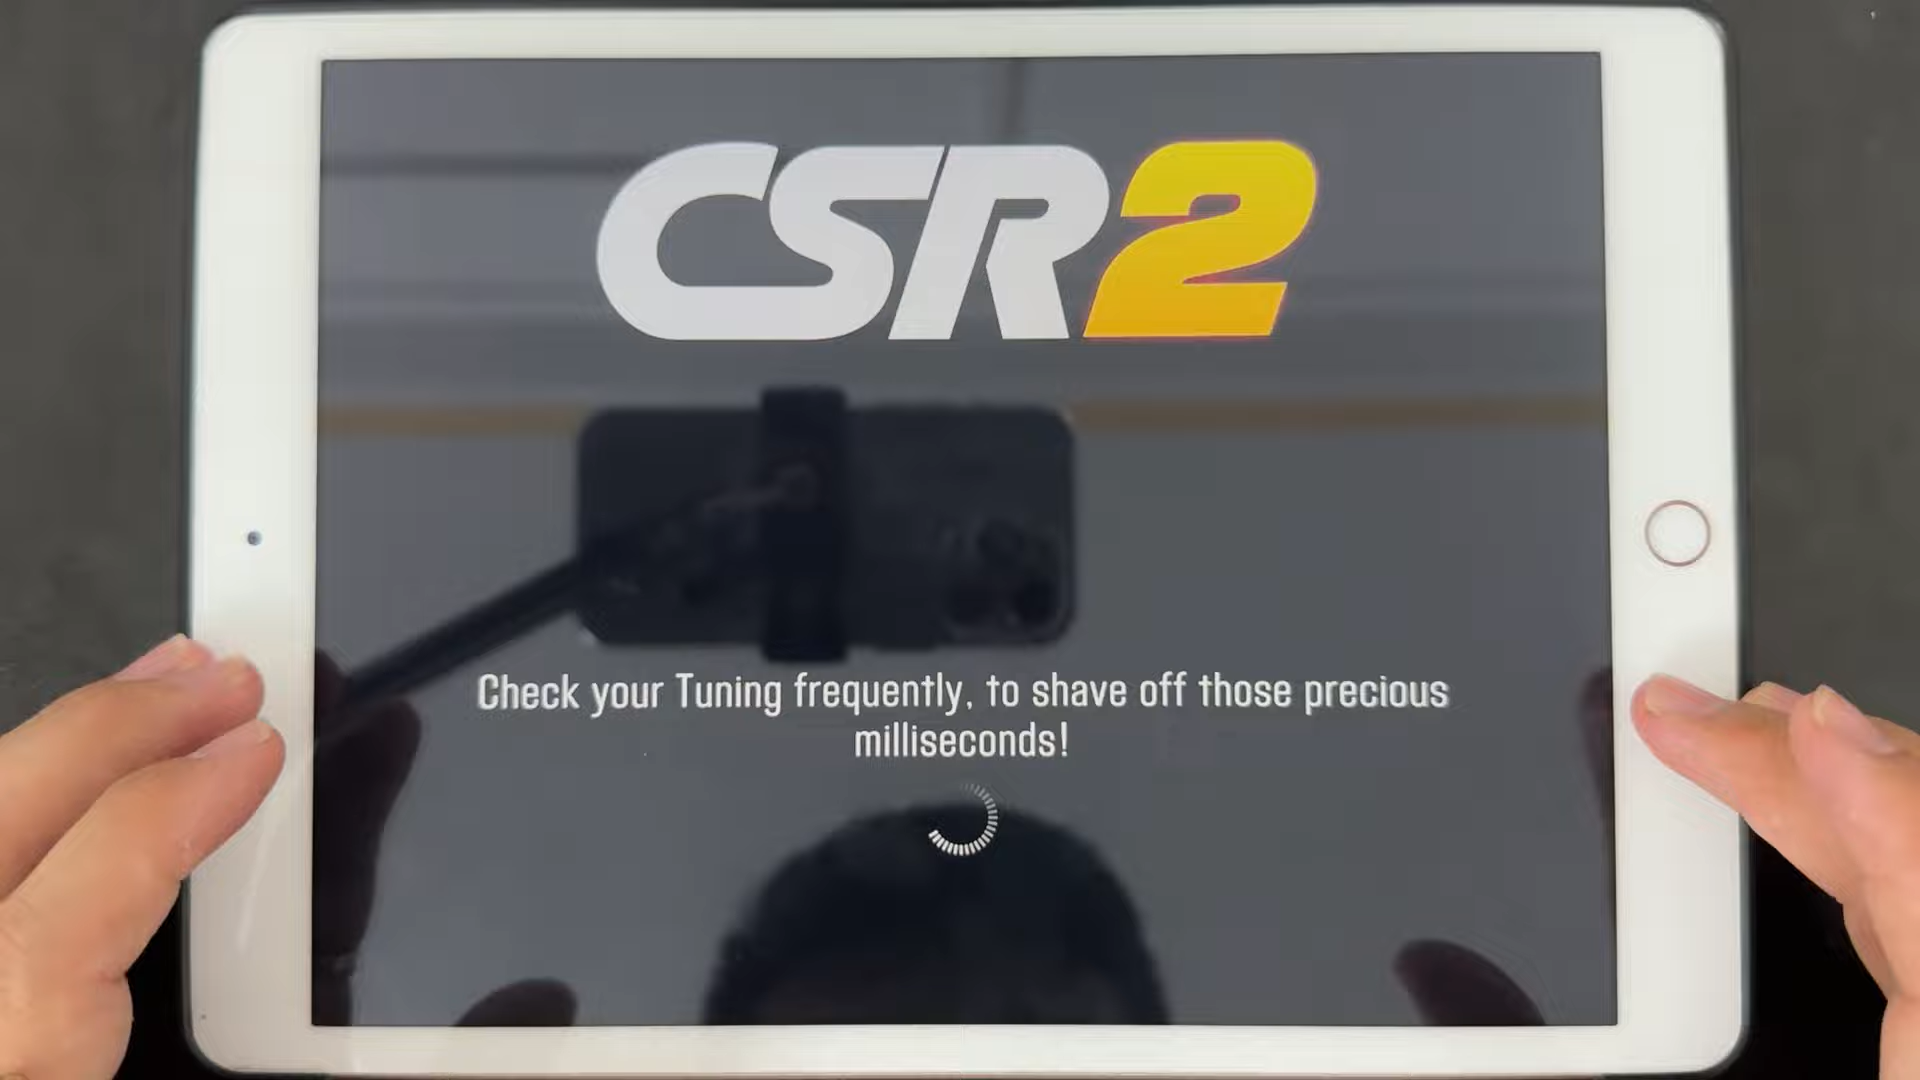 CSR2
Check your Tuning frequently, to shave off those precious
milliseconds!